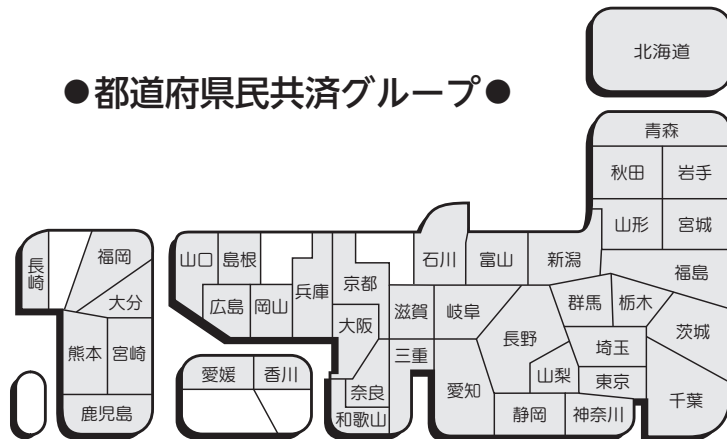 ●都道府県民共済グループ●
北海道
青森
秋田
岩手
山形
宮城
福島
新潟
富山
石川
群馬
栃木
茨城
埼玉
東京
千葉
神奈川
山梨
長野
静岡
岐阜
愛知
滋賀
三重
京都
大阪
奈良
和歌山
兵庫
岡山
広島
島根
山口
愛媛
香川
福岡
長崎
大分
熊本
宮崎
鹿児島